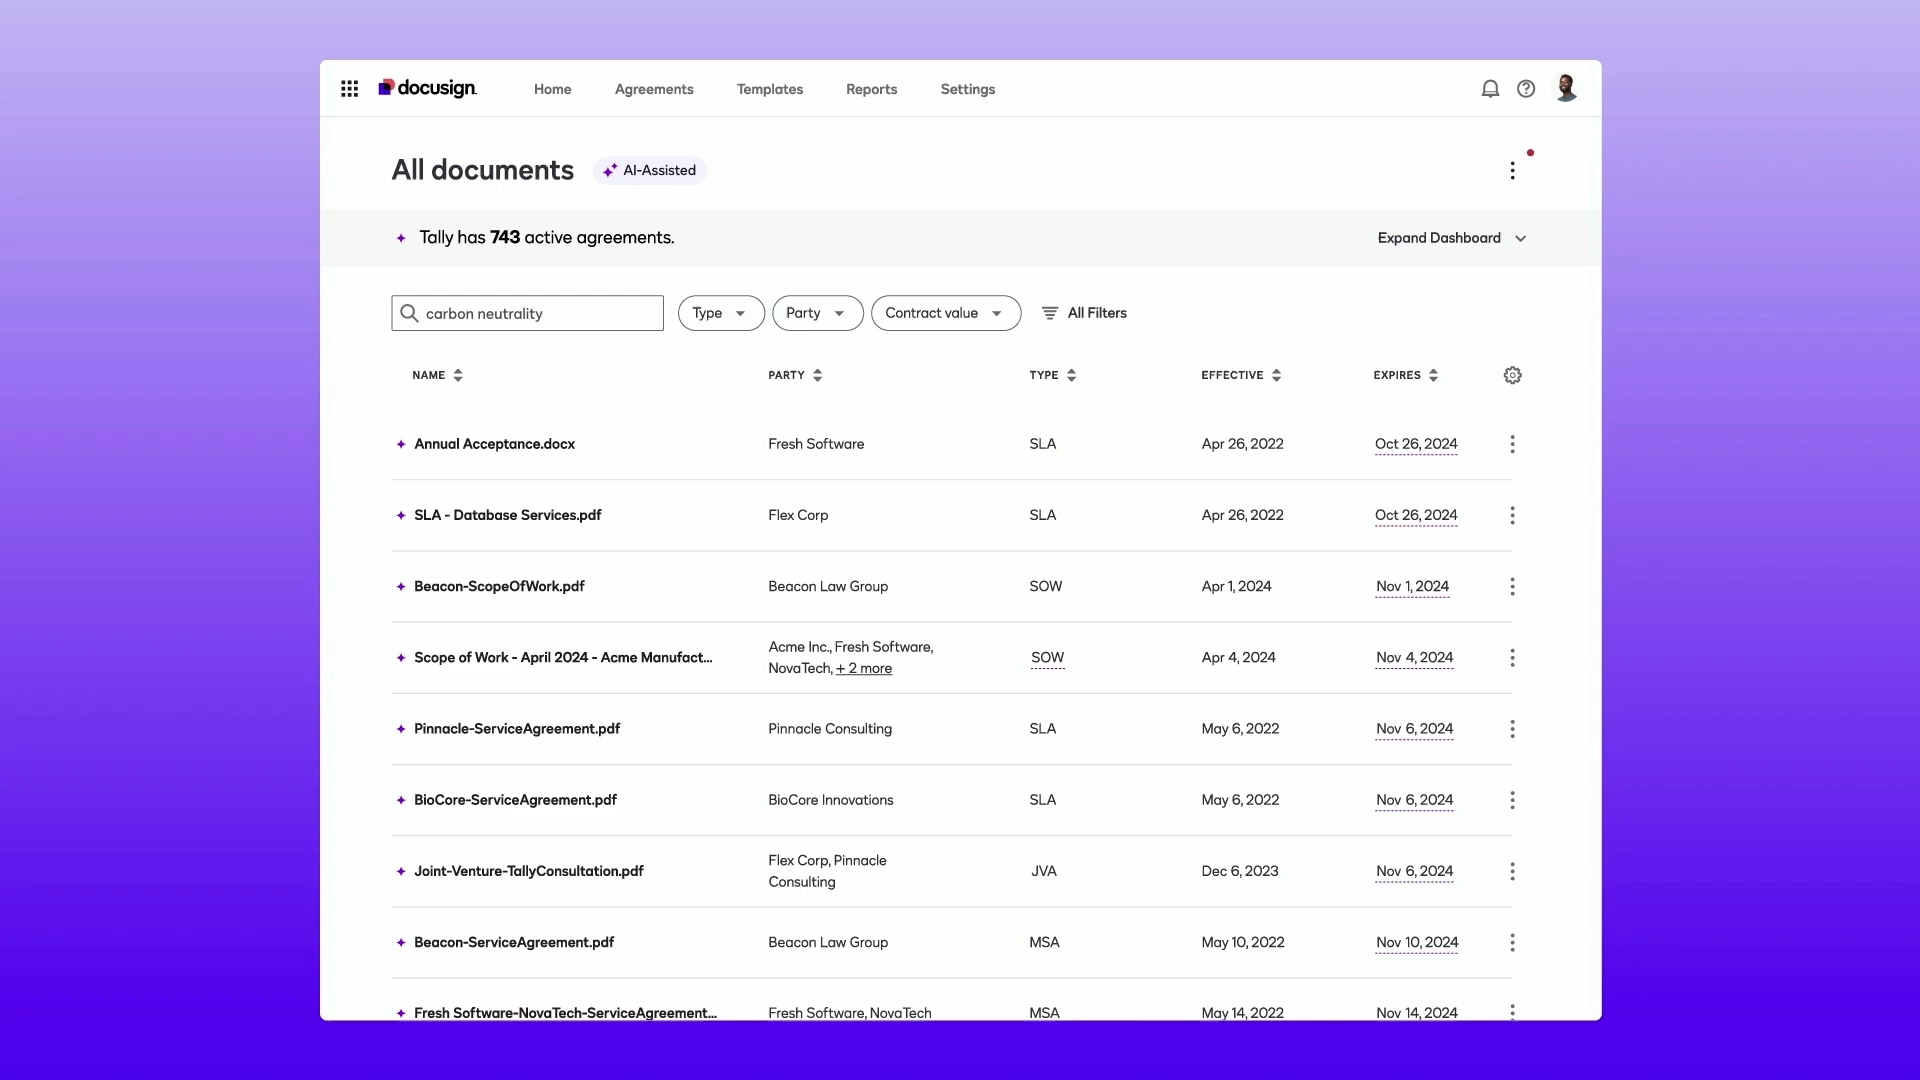 docusign
Home Agreements Templates Reports Settings
All documents AI-Assisted
Tally has 743 active agreements. Expand Dashboard
carbon neutrality Type Party Contract value All Filters
NAME PARTY TYPE EFFECTIVE EXPIRES
Annual Acceptance.docx Fresh Software SLA Apr 26, 2022 Oct 26, 2024
SLA - Database Services.pdf Flex Corp SLA Apr 26, 2022 Oct 26, 2024
Beacon-ScopeOfWork.pdf Beacon Law Group SOW Apr 1, 2024 Nov 1, 2024
Scope of Work - April 2024 - Acme Manufact... Acme Inc., Fresh Software,
NovaTech, + 2 more SOW Apr 4, 2024 Nov 4, 2024
Pinnacle-ServiceAgreement.pdf Pinnacle Consulting SLA May 6, 2022 Nov 6, 2024
BioCore-ServiceAgreement.pdf BioCore Innovations SLA May 6, 2022 Nov 6, 2024
Joint-Venture-TallyConsultation.pdf Flex Corp, Pinnacle
Consulting JVA Dec 6, 2023 Nov 6, 2024
Beacon-ServiceAgreement.pdf Beacon Law Group MSA May 10, 2022 Nov 10, 2024
Fresh Software-NovaTech-ServiceAgreement... Fresh Software, NovaTech MSA May 14, 2022 Nov 14, 2024